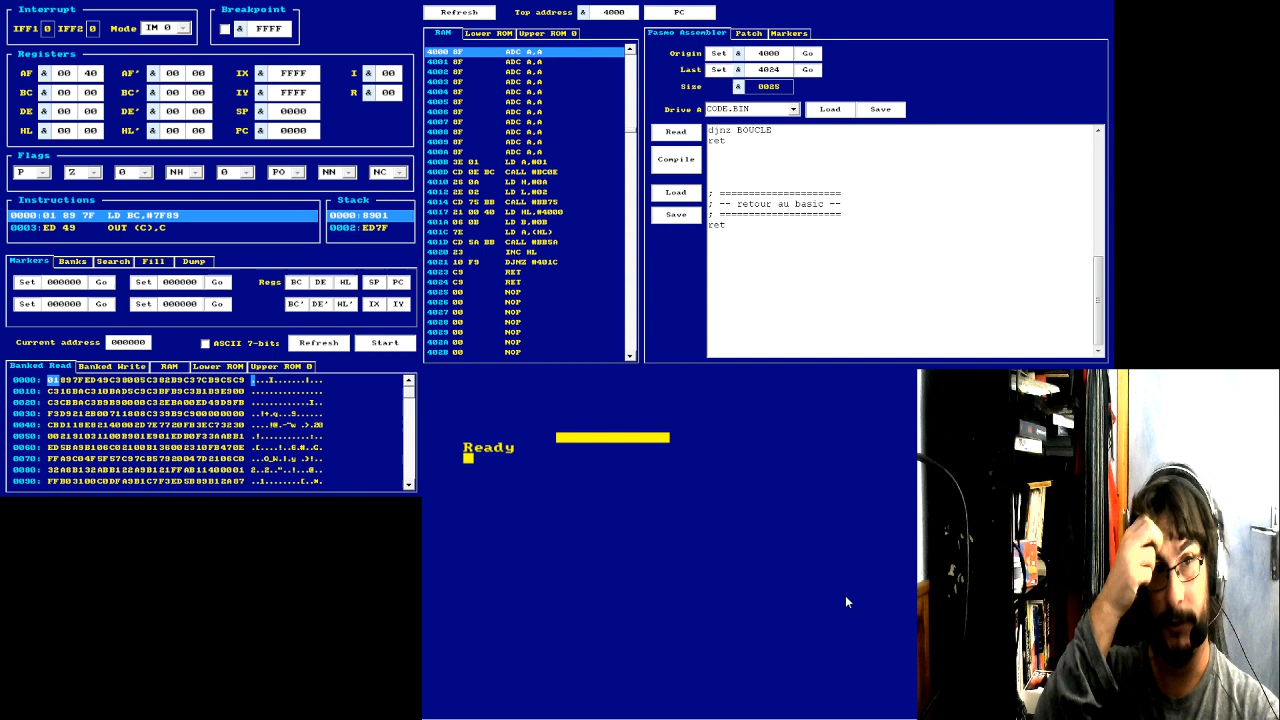 Interrupt
IFF1 0 IFF2 0 Mode IM 0
Breakpoint
& FFFF
Registers
AF & 00 40 AF' & 00 00 IX & FFFF I & 00
BC & 00 00 BC' & 00 00 IY & FFFF R & 00
DE & 00 00 DE' & 00 00 SP & 0000
HL & 00 00 HL' & 00 00 PC & 0000
Flags
P Z 0 NH 0 PO NN NC
Instructions
0000:01 89 7F LD BC,#7F89
0003:ED 49 OUT (C),C
Stack
0000:8901
0002:ED7F
Markers Banks Search Fill Dump
Set 000000 Go Set 000000 Go Regs BC DE HL SP PC
Set 000000 Go Set 000000 Go BC' DE' HL' IX IY
Current address 000000 ASCII 7-bits Refresh Start
Banked Read Banked Write RAM Lower ROM Upper ROM 0
0000: 01897FED49C38005C382B9C37CB9C5C9
0010: C316BAC310BAD5C9C3BFB9C3B1B9E900
0020: C3CBBAC3B9B90000C32EBA00ED49D9FB
0030: F3D9212B00711808C339B9C900000000
0040:
0050:
0060:
0070:
0080:
0090:
Refresh Top address & 4000 PC
RAM Lower ROM Upper ROM 0
4000 8F ADC A,A
4001 8F ADC A,A
4002 8F ADC A,A
4003 8F ADC A,A
4004 8F ADC A,A
4005 8F ADC A,A
4006 8F ADC A,A
4007 8F ADC A,A
4008 8F ADC A,A
4009 8F ADC A,A
400A 8F ADC A,A
400B 3E 01 LD A,#01
400D CD 0E BC CALL #BC0E
4010 26 0A LD H,#0A
4012 2E 02 LD L,#02
4014 CD 75 BB CALL #BB75
4017 21 00 40 LD HL,#4000
401A 06 0B LD B,#0B
401C 7E LD A,(HL)
401D CD 5A BB CALL #BB5A
4020 23 INC HL
4021 10 F9 DJNZ #401C
4023 C9 RET
4024 C9 RET
4025 00 NOP
4026 00 NOP
4027 00 NOP
4028 00 NOP
4029 00 NOP
402A 00 NOP
402B 00 NOP
Pasmo Assembler Patch Markers
Origin Set & 4000 Go
Last Set & 4024 Go
Size & 0025
Drive A CODE.BIN Load Save
Read
Compile
Load
Save
djnz BOUCLE
ret
; =====================
; -- retour au basic --
; =====================
ret
Ready